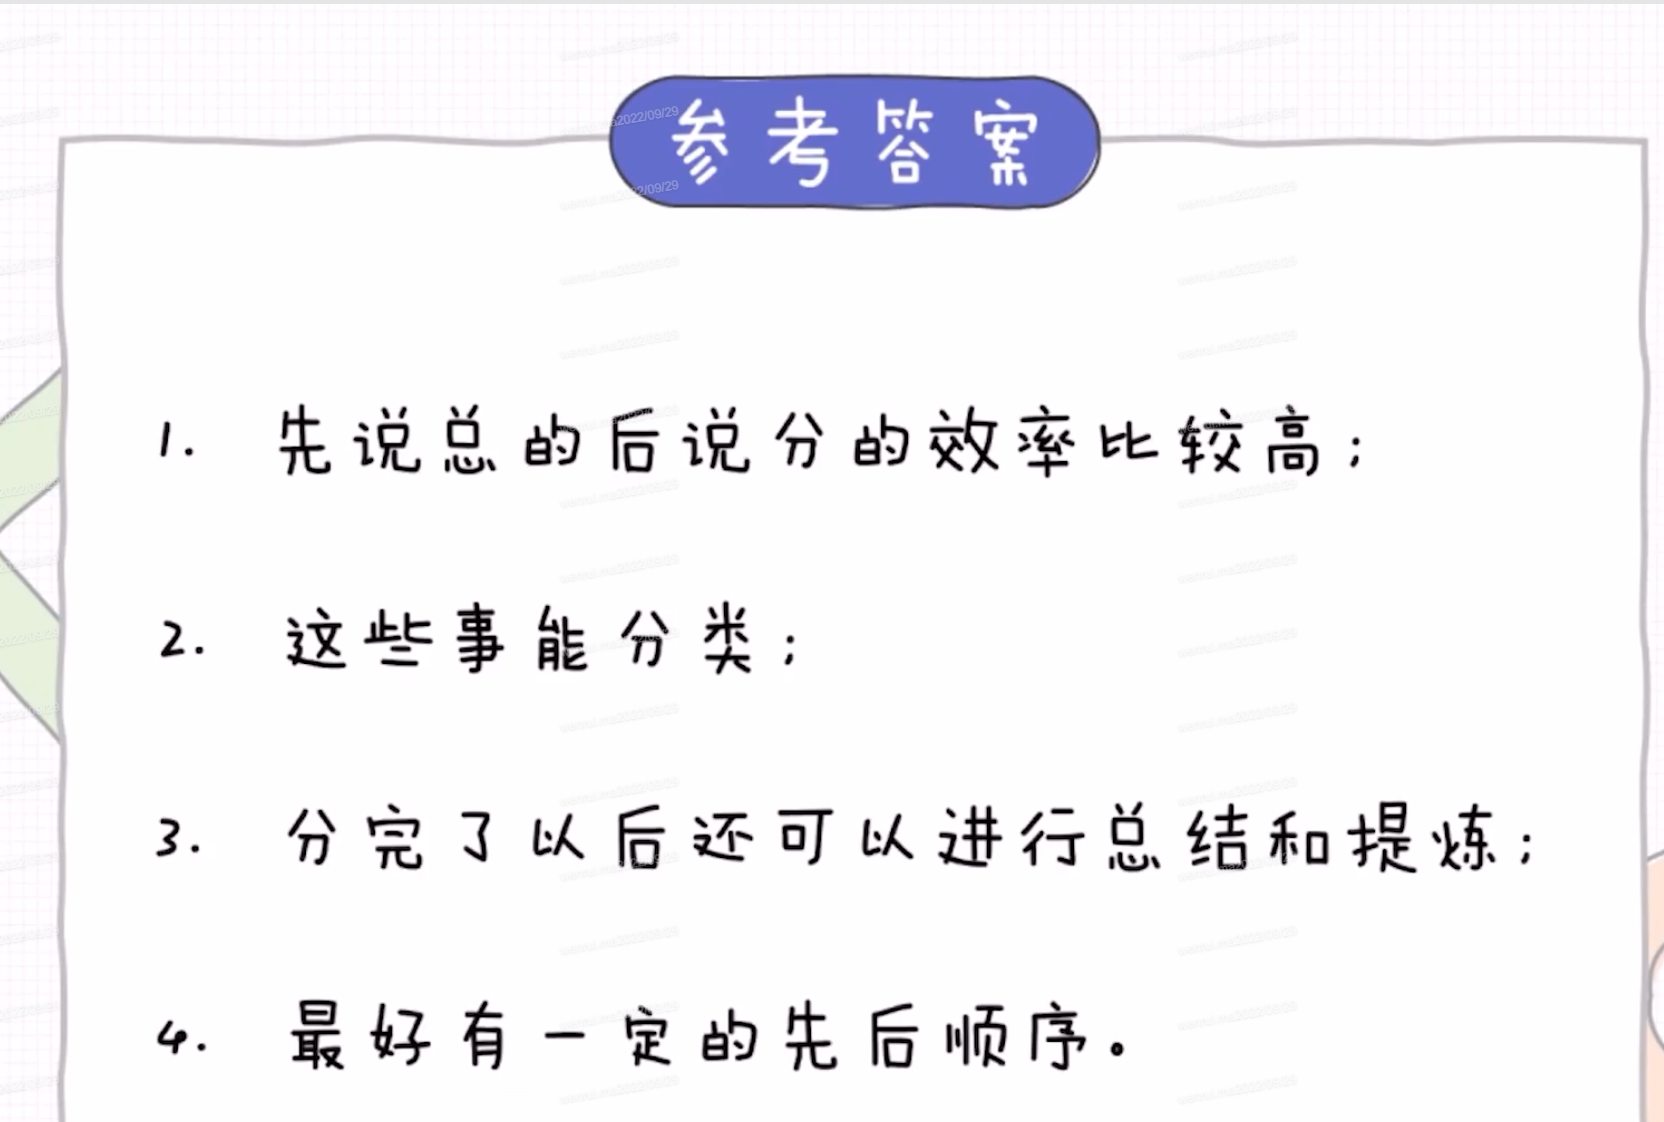 参考答案
1. 先说总的后说分的效率比较高；
2. 这些事能分类；
3. 分完了以后还可以进行总结和提炼；
4. 最好有一定的先后顺序。